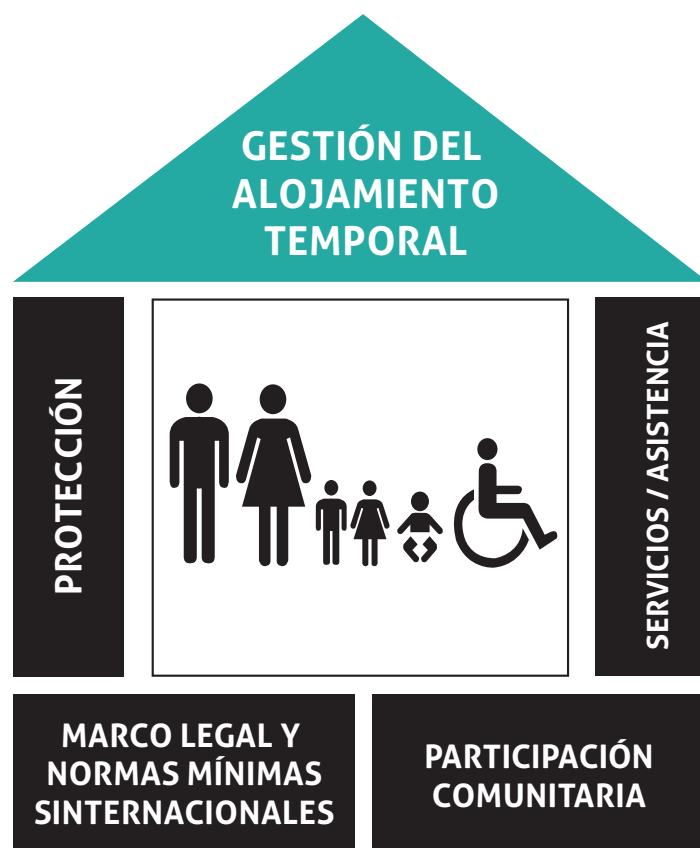 GESTIÓN DEL
ALOJAMIENTO
TEMPORAL
PROTECCIÓN
SERVICIOS / ASISTENCIA
MARCO LEGAL Y
NORMAS MÍNIMAS
SINTERNACIONALES
PARTICIPACIÓN
COMUNITARIA